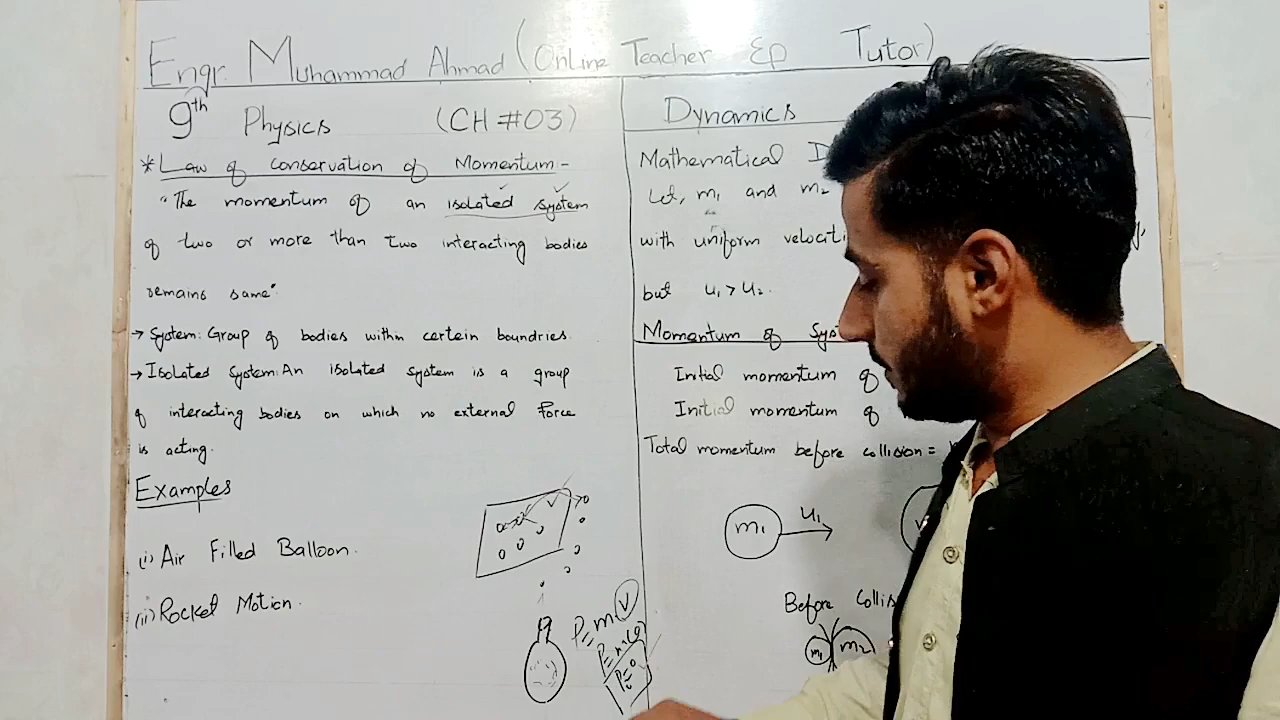 Engr. Muhammad Ahmad (Online Teacher & Tutor)
9th Physics (CH #03)
* Law of conservation of Momentum -
"The momentum of an isolated system
of two or more than two interacting bodies
remains same"
→ System: Group of bodies within certain boundries.
→ Isolated System: An isolated system is a group
of interacting bodies on which no external Force
is acting.
Examples
(i) Air Filled Balloon.
(ii) Rocket Motion.
P = m v
Dynamics
Mathematical
Let, m1 and m2
with uniform
but u1 > u2.
Momentum of
Initial momentum of
Initial momentum of
Total momentum before collision =
m1 u1
Before
m1 m2